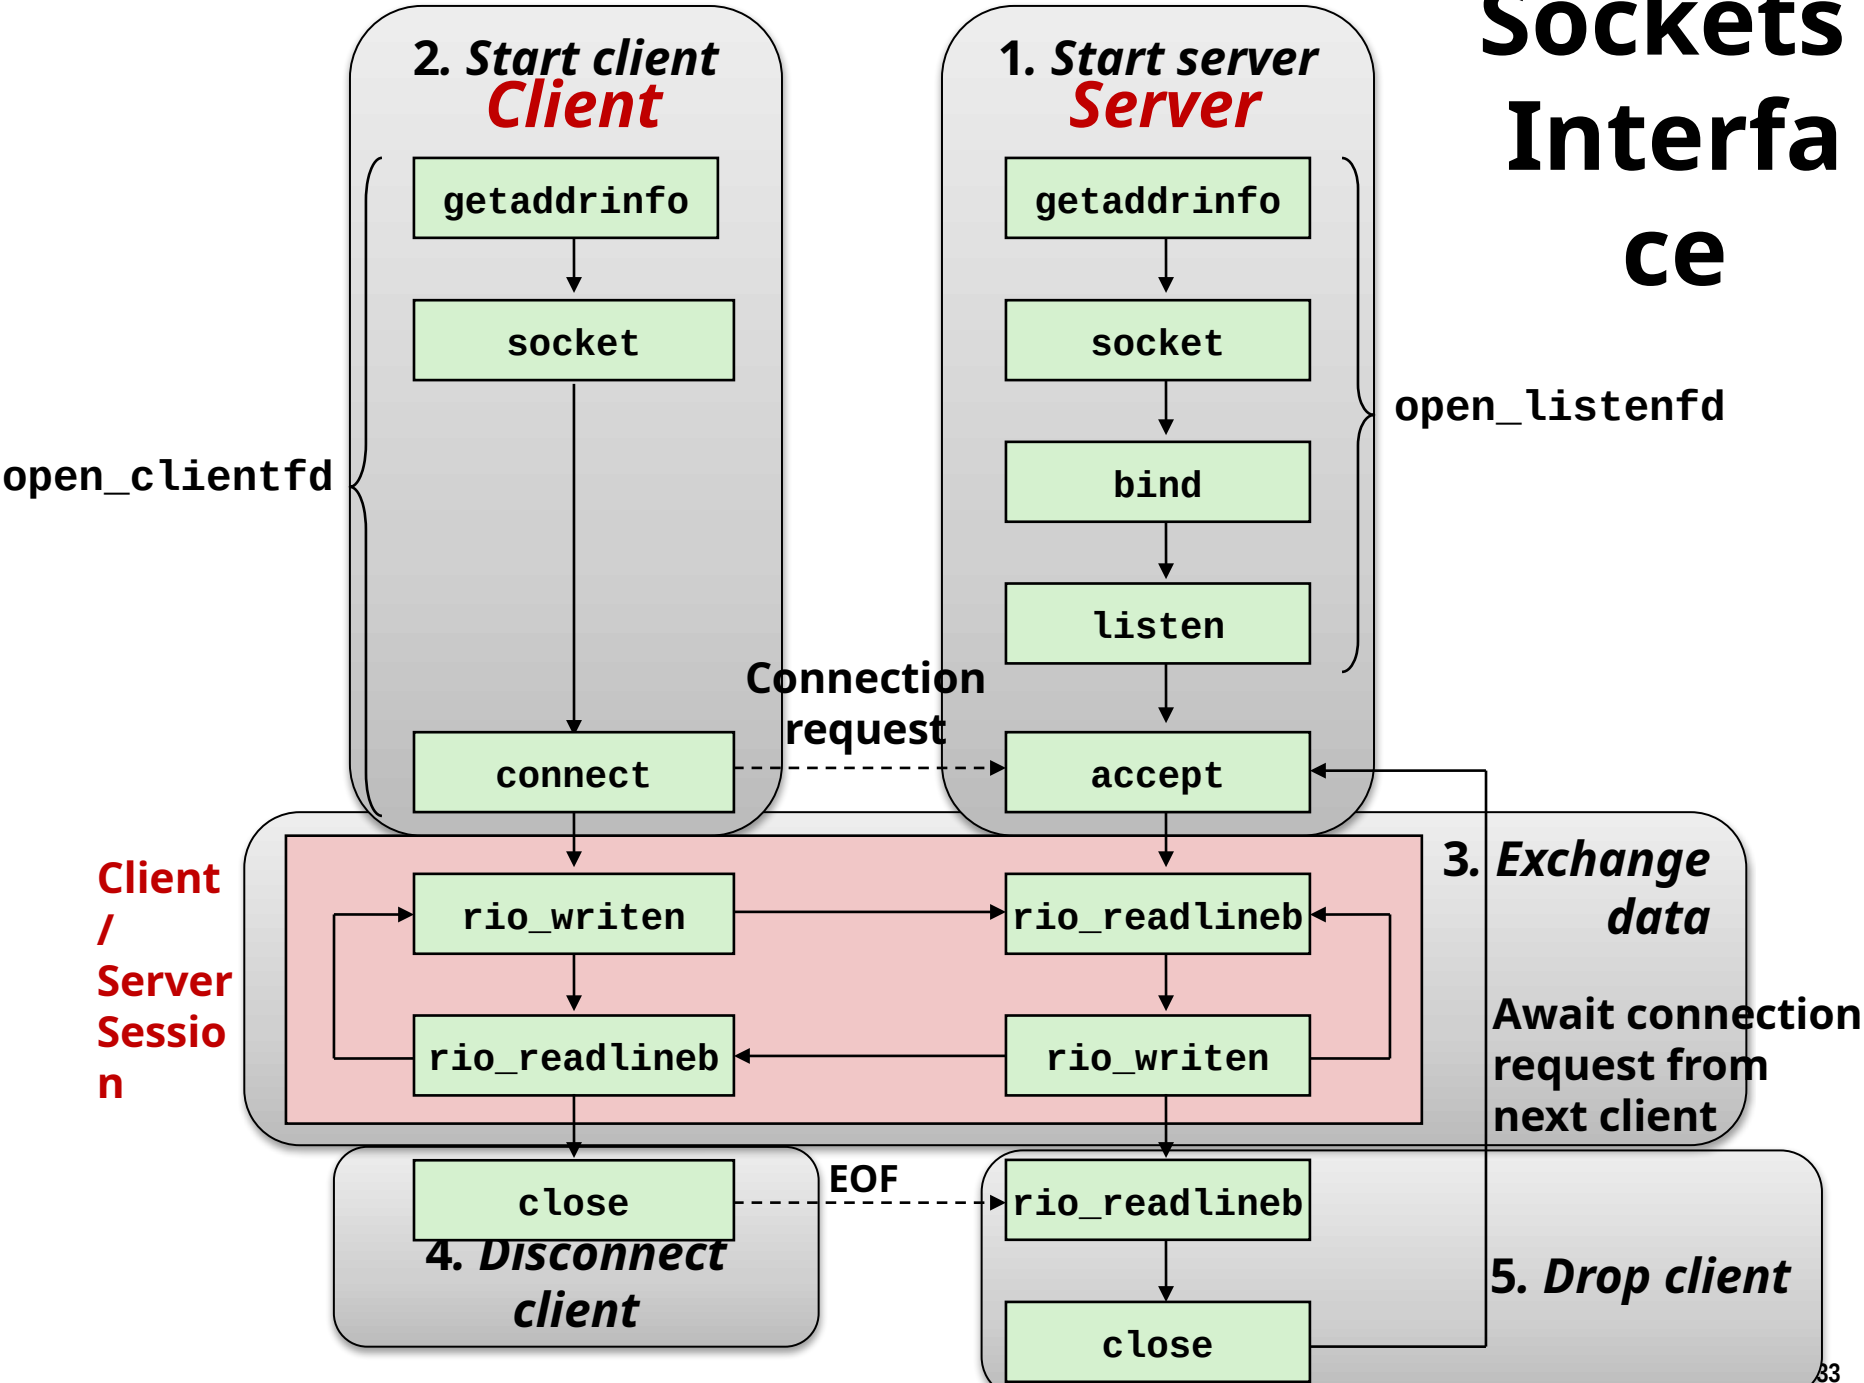 Sockets
Interfa
ce
2. Start client
Client
1. Start server
Server
getaddrinfo
getaddrinfo
socket
socket
open_listenfd
open_clientfd
bind
listen
Connection
request
connect
accept
3. Exchange
data
Client
/
Server
Sessio
n
rio_writen
rio_readlineb
Await connection
request from
next client
rio_readlineb
rio_writen
close
EOF
rio_readlineb
4. Disconnect
client
5. Drop client
close
33